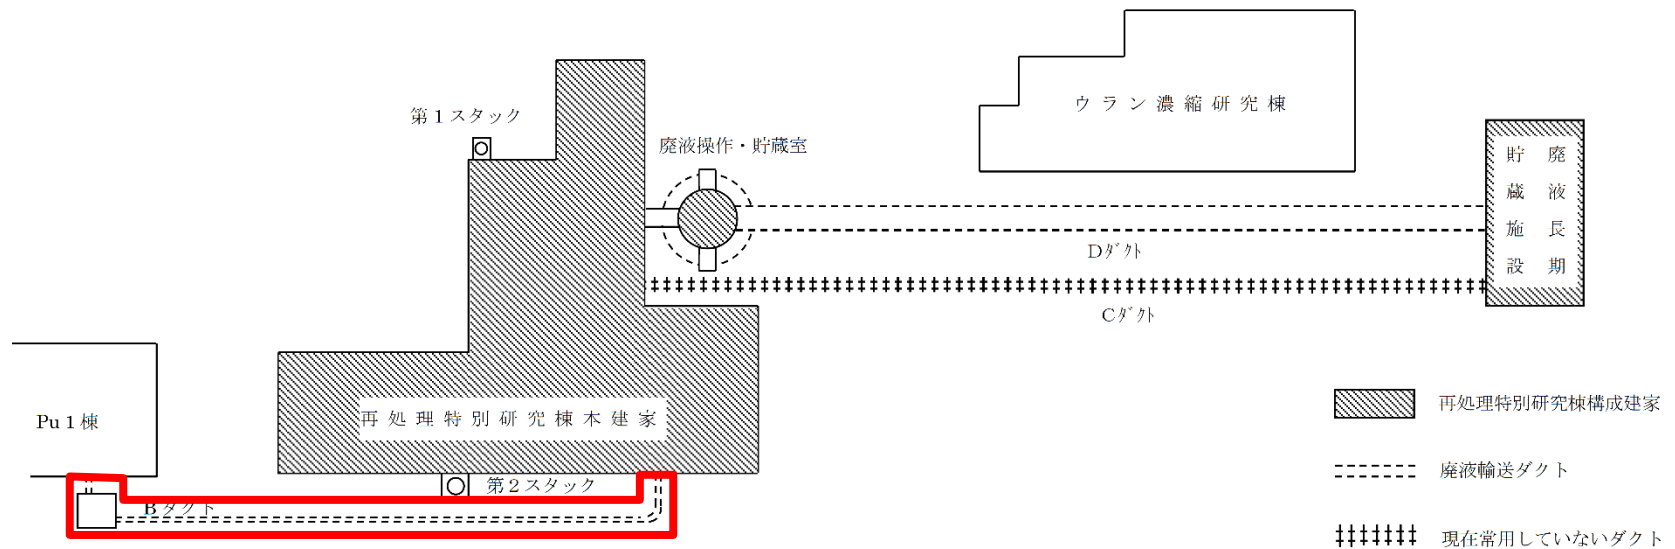 第1スタック
ウラン濃縮研究棟
廃液操作・貯蔵室
廃液長期
貯蔵施設
Dダクト
Cダクト
Pu1棟
再処理特別研究棟本建家
第2スタック
Bダクト
再処理特別研究棟構成建家
廃液輸送ダクト
現在常用していないダクト